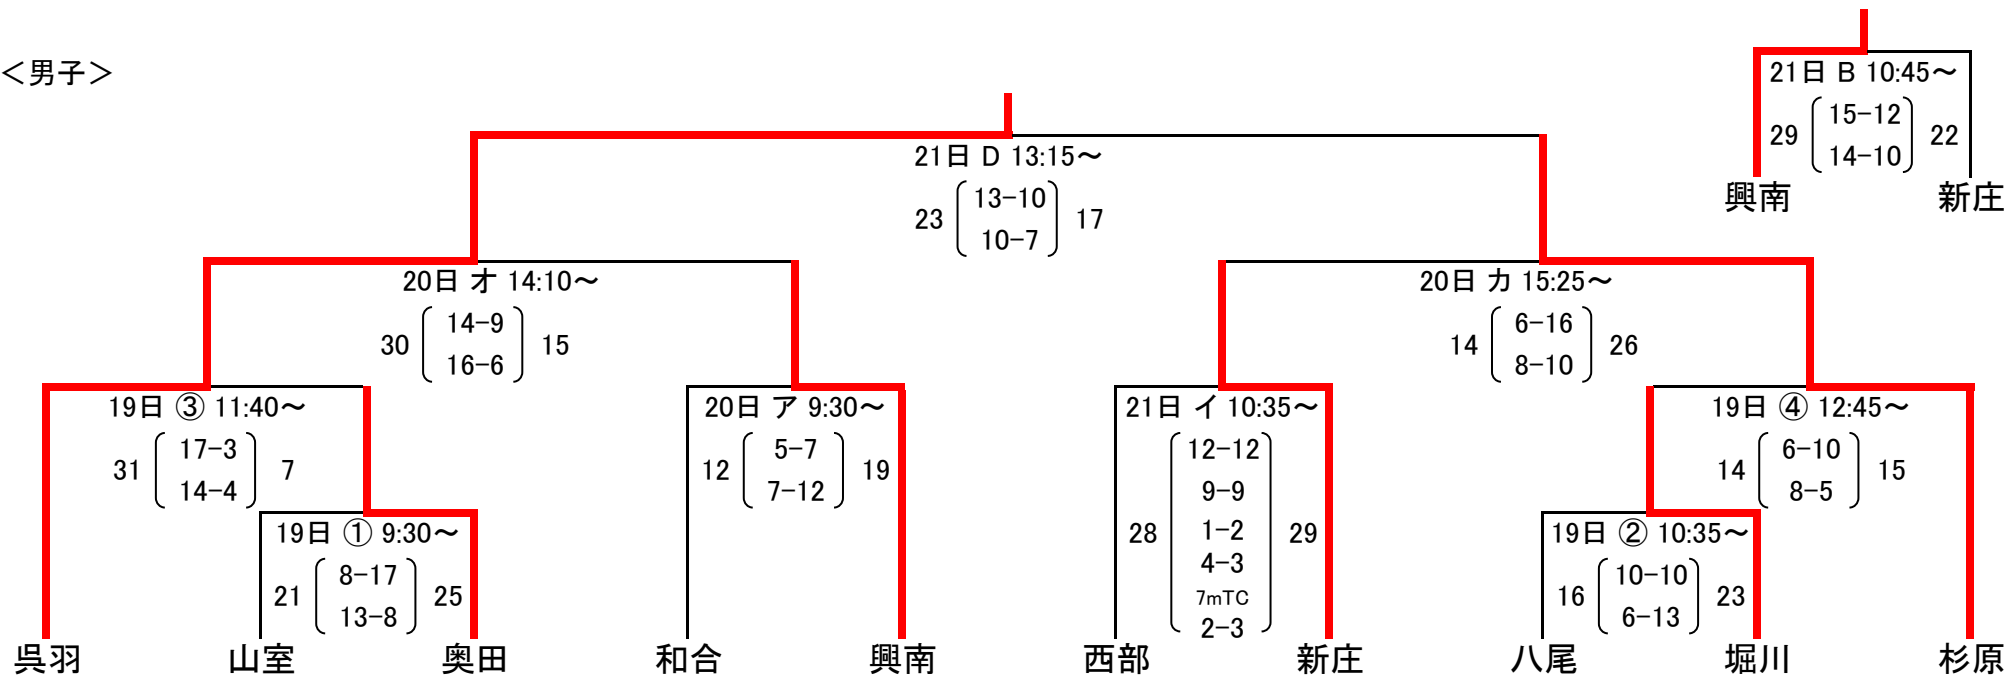 ＜男子＞
21日 B 10:45～
29 15-12 22
14-10
興南 新庄
21日 D 13:15～
23 13-10 17
10-7
20日 オ 14:10～
30 14-9 15
16-6
20日 カ 15:25～
14 6-16 26
8-10
19日 ③ 11:40～
31 17-3 7
14-4
20日 ア 9:30～
12 5-7 19
7-12
21日 イ 10:35～
28 12-12 29
9-9
1-2
4-3
7mTC
2-3
19日 ④ 12:45～
14 6-10 15
8-5
19日 ① 9:30～
21 8-17 25
13-8
19日 ② 10:35～
16 10-10 23
6-13
呉羽 山室 奥田 和合 興南 西部 新庄 八尾 堀川 杉原